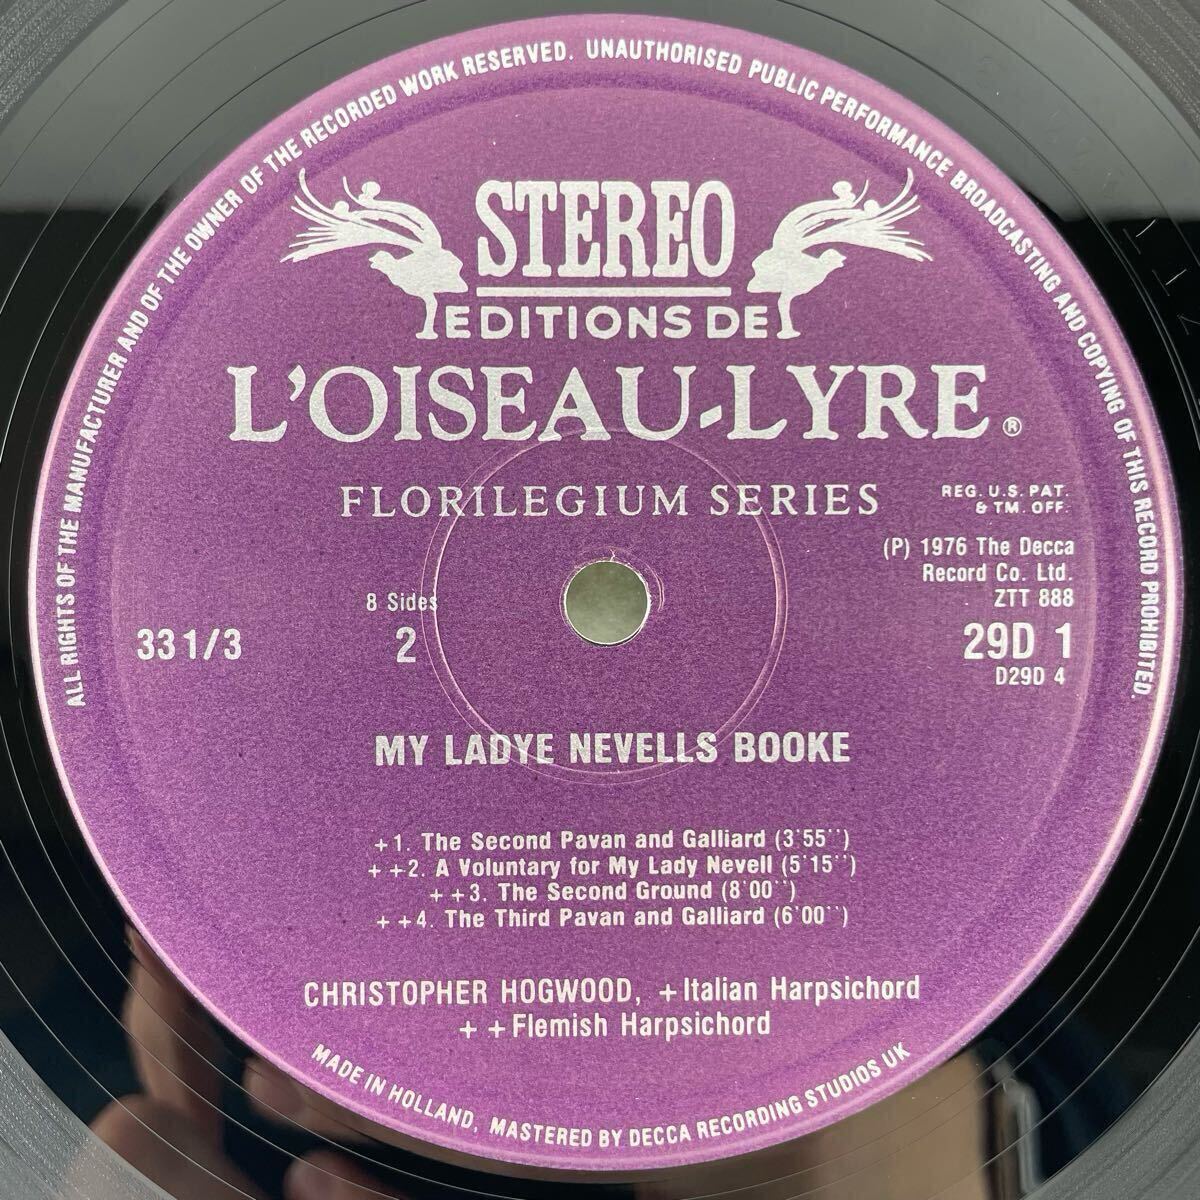 ALL RIGHTS OF THE MANUFACTURER AND OF THE OWNER OF THE RECORDED WORK RESERVED. UNAUTHORISED PUBLIC PERFORMANCE BROADCASTING AND COPYING OF THIS RECORD PROHIBITED.
STEREO
EDITIONS DE
L'OISEAU-LYRE®
FLORILEGIUM SERIES
REG. U.S. PAT.
& TM. OFF.
(P) 1976 The Decca
Record Co. Ltd.
ZTT 888
8 Sides
33 1/3
2
29D 1
D29D 4
MY LADYE NEVELLS BOOKE
+1. The Second Pavan and Galliard (3'55'')
++2. A Voluntary for My Lady Nevell (5'15'')
++3. The Second Ground (8'00'')
++4. The Third Pavan and Galliard (6'00'')
CHRISTOPHER HOGWOOD, +Italian Harpsichord
++Flemish Harpsichord
MADE IN HOLLAND, MASTERED BY DECCA RECORDING STUDIOS UK